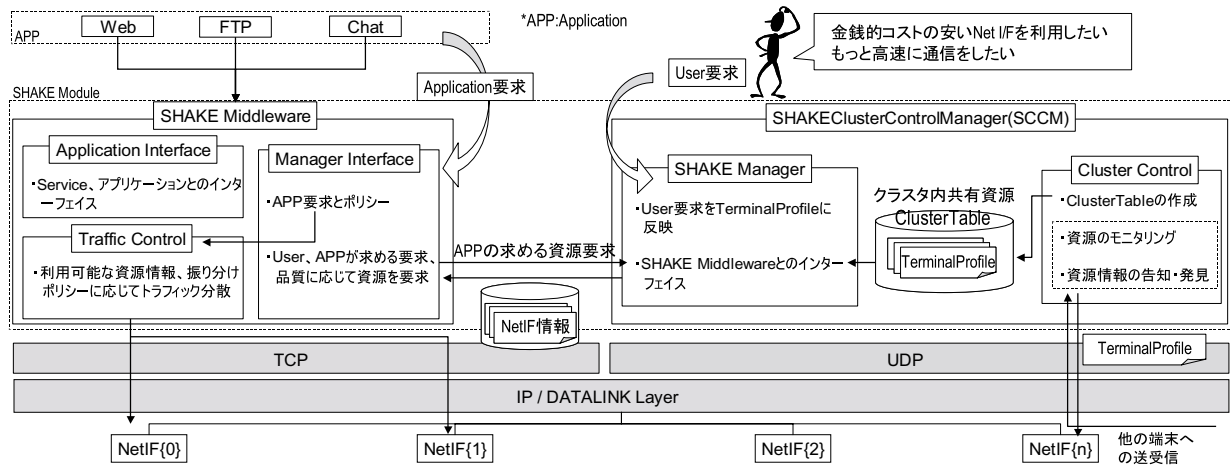 Web
FTP
Chat
APP
*APP:Application
金銭的コストの安いNet I/Fを利用したい
もっと高速に通信をしたい
Application要求
User要求
SHAKE Module
SHAKE Middleware
Application Interface
・Service、アプリケーションとのインタ
ーフェイス
Traffic Control
・利用可能な資源情報、振り分け
ポリシーに応じてトラフィック分散
Manager Interface
・APP要求とポリシー
・User、APPが求める要求、
品質に応じて資源を要求
APPの求める資源要求
NetIF情報
SHAKEClusterControlManager(SCCM)
SHAKE Manager
・User要求をTerminalProfileに
反映
・SHAKE Middlewareとのインター
フェイス
クラスタ内共有資源
ClusterTable
TerminalProfile
Cluster Control
・ClusterTableの作成
・資源のモニタリング
・資源情報の告知・発見
TCP
UDP
TerminalProfile
IP / DATALINK Layer
NetIF{0}
NetIF{1}
NetIF{2}
NetIF{n}
他の端末へ
の送受信